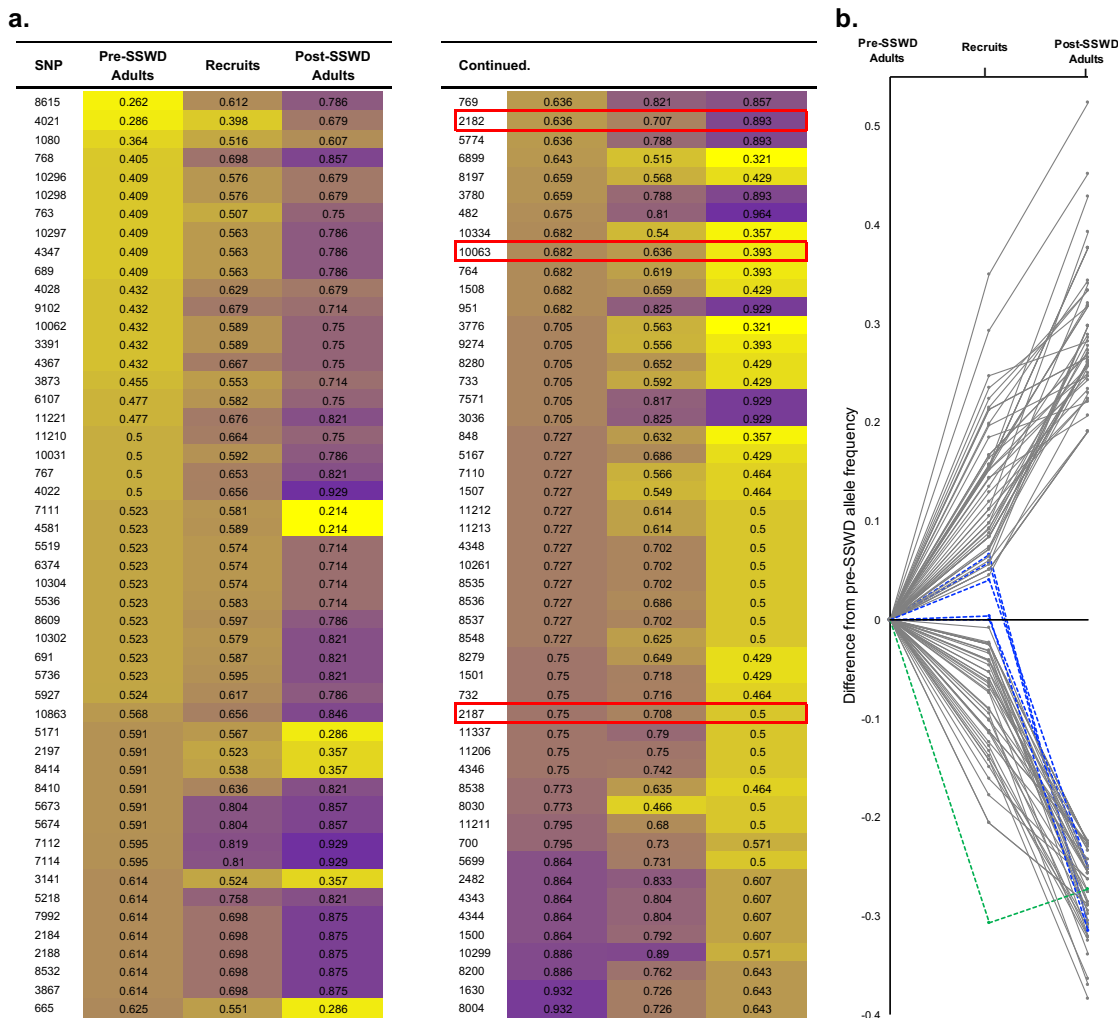 a.
SNP Pre-SSWD Adults Recruits Post-SSWD Adults
8615 0.262 0.612 0.786
4021 0.286 0.398 0.679
1080 0.364 0.516 0.607
768 0.405 0.698 0.857
10296 0.409 0.576 0.679
10298 0.409 0.576 0.679
763 0.409 0.507 0.75
10297 0.409 0.563 0.786
4347 0.409 0.563 0.786
689 0.409 0.563 0.786
4028 0.432 0.629 0.679
9102 0.432 0.679 0.714
10062 0.432 0.589 0.75
3391 0.432 0.589 0.75
4367 0.432 0.667 0.75
3873 0.455 0.553 0.714
6107 0.477 0.582 0.75
11221 0.477 0.676 0.821
11210 0.5 0.664 0.75
10031 0.5 0.592 0.786
767 0.5 0.653 0.821
4022 0.5 0.656 0.929
7111 0.523 0.581 0.214
4581 0.523 0.589 0.214
5519 0.523 0.574 0.714
6374 0.523 0.574 0.714
10304 0.523 0.574 0.714
5536 0.523 0.583 0.714
8609 0.523 0.597 0.786
10302 0.523 0.579 0.821
691 0.523 0.587 0.821
5736 0.523 0.595 0.821
5927 0.524 0.617 0.786
10863 0.568 0.656 0.846
5171 0.591 0.567 0.286
2197 0.591 0.523 0.357
8414 0.591 0.538 0.357
8410 0.591 0.636 0.821
5673 0.591 0.804 0.857
5674 0.591 0.804 0.857
7112 0.595 0.819 0.929
7114 0.595 0.81 0.929
3141 0.614 0.524 0.357
5218 0.614 0.758 0.821
7992 0.614 0.698 0.875
2184 0.614 0.698 0.875
2188 0.614 0.698 0.875
8532 0.614 0.698 0.875
3867 0.614 0.698 0.875
665 0.625 0.551 0.286
Continued.
769 0.636 0.821 0.857
2182 0.636 0.707 0.893
5774 0.636 0.788 0.893
6899 0.643 0.515 0.321
8197 0.659 0.568 0.429
3780 0.659 0.788 0.893
482 0.675 0.81 0.964
10334 0.682 0.54 0.357
10063 0.682 0.636 0.393
764 0.682 0.619 0.393
1508 0.682 0.659 0.429
951 0.682 0.825 0.929
3776 0.705 0.563 0.321
9274 0.705 0.556 0.393
8280 0.705 0.652 0.429
733 0.705 0.592 0.429
7571 0.705 0.817 0.929
3036 0.705 0.825 0.929
848 0.727 0.632 0.357
5167 0.727 0.686 0.429
7110 0.727 0.566 0.464
1507 0.727 0.549 0.464
11212 0.727 0.614 0.5
11213 0.727 0.614 0.5
4348 0.727 0.702 0.5
10261 0.727 0.702 0.5
8535 0.727 0.702 0.5
8536 0.727 0.686 0.5
8537 0.727 0.702 0.5
8548 0.727 0.625 0.5
8279 0.75 0.649 0.429
1501 0.75 0.718 0.429
732 0.75 0.716 0.464
2187 0.75 0.708 0.5
11337 0.75 0.79 0.5
11206 0.75 0.75 0.5
4346 0.75 0.742 0.5
8538 0.773 0.635 0.464
8030 0.773 0.466 0.5
11211 0.795 0.68 0.5
700 0.795 0.73 0.571
5699 0.864 0.731 0.5
2482 0.864 0.833 0.607
4343 0.864 0.804 0.607
4344 0.864 0.804 0.607
1500 0.864 0.792 0.607
10299 0.886 0.89 0.571
8200 0.886 0.762 0.643
1630 0.932 0.726 0.643
8004 0.932 0.726 0.643
b.
Pre-SSWD Adults
Recruits
Post-SSWD Adults
Difference from pre-SSWD allele frequency
0.5
0.4
0.3
0.2
0.1
0
-0.1
-0.2
-0.3
-0.4